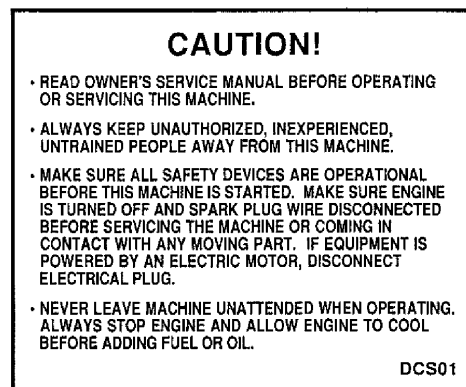 CAUTION!
• READ OWNER'S SERVICE MANUAL BEFORE OPERATING
OR SERVICING THIS MACHINE.
• ALWAYS KEEP UNAUTHORIZED, INEXPERIENCED,
UNTRAINED PEOPLE AWAY FROM THIS MACHINE.
• MAKE SURE ALL SAFETY DEVICES ARE OPERATIONAL
BEFORE THIS MACHINE IS STARTED. MAKE SURE ENGINE
IS TURNED OFF AND SPARK PLUG WIRE DISCONNECTED
BEFORE SERVICING THE MACHINE OR COMING IN
CONTACT WITH ANY MOVING PART. IF EQUIPMENT IS
POWERED BY AN ELECTRIC MOTOR, DISCONNECT
ELECTRICAL PLUG.
• NEVER LEAVE MACHINE UNATTENDED WHEN OPERATING.
ALWAYS STOP ENGINE AND ALLOW ENGINE TO COOL
BEFORE ADDING FUEL OR OIL.
DCS01